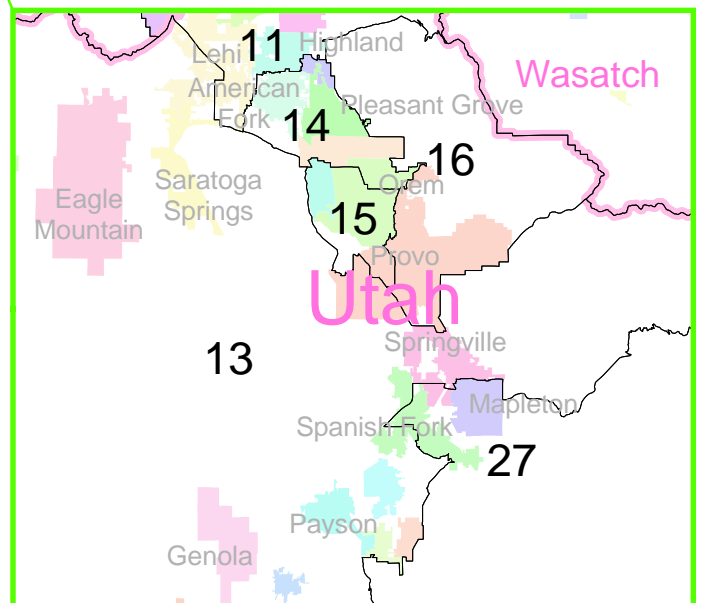 11
Highland
Lehi
Wasatch
American
Fork
Pleasant Grove
14
16
Saratoga
Springs
Orem
Eagle
Mountain
15
Provo
Utah
Springville
13
Mapleton
Spanish Fork
27
Payson
Genola